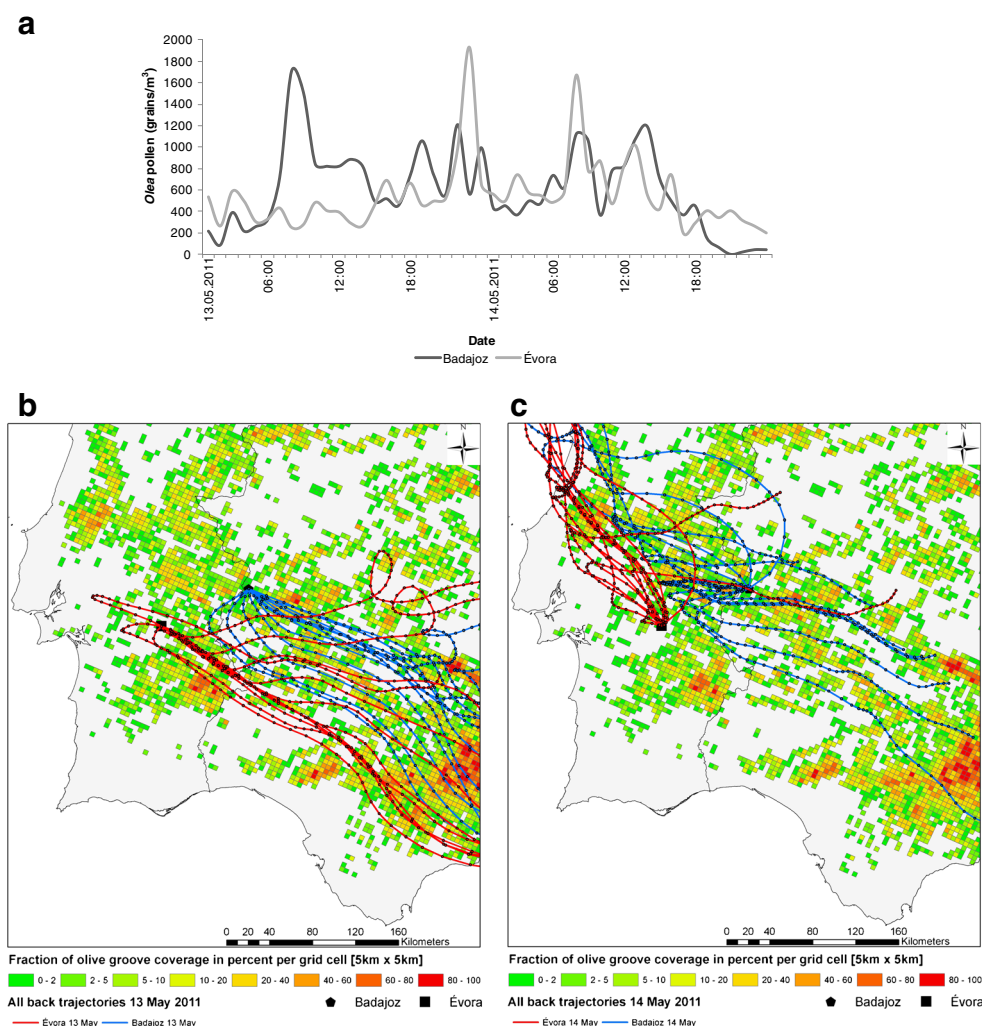 a
2000
1800
1600
1400
1200
1000
800
600
400
200
0
Olea pollen (grains/m³)
13.05.2011
06:00
12:00
18:00
14.05.2011
06:00
12:00
18:00
Date
Badajoz Évora
b
N
0 20 40 80 120 160
Kilometers
Fraction of olive groove coverage in percent per grid cell [5km x 5km]
0 - 2 2 - 5 5 - 10 10 - 20 20 - 40 40 - 60 60 - 80 80 - 100
All back trajectories 13 May 2011 Badajoz Évora
Évora 13 May Badajoz 13 May
c
N
0 20 40 80 120 160
Kilometers
Fraction of olive groove coverage in percent per grid cell [5km x 5km]
0 - 2 2 - 5 5 - 10 10 - 20 20 - 40 40 - 60 60 - 80 80 - 100
All back trajectories 14 May 2011 Badajoz Évora
Évora 14 May Badajoz 14 May